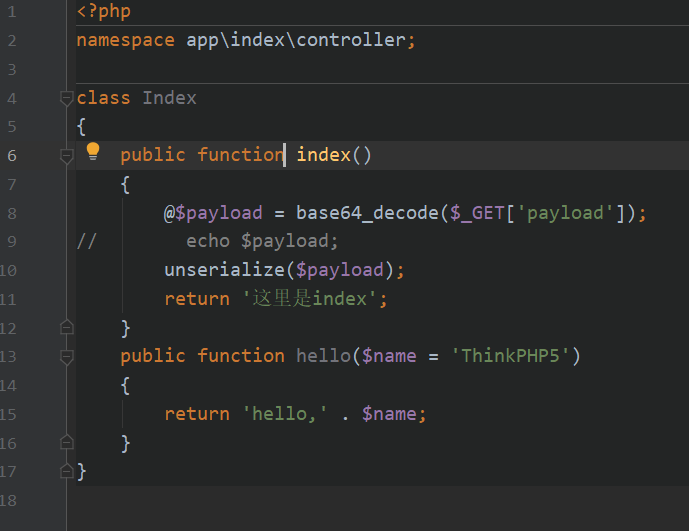 1 <?php
2 namespace app\index\controller;
3
4 class Index
5 {
6     public function index()
7     {
8         @$payload = base64_decode($_GET['payload']);
9 //        echo $payload;
10         unserialize($payload);
11         return '这里是index';
12     }
13     public function hello($name = 'ThinkPHP5')
14     {
15         return 'hello,' . $name;
16     }
17 }
18